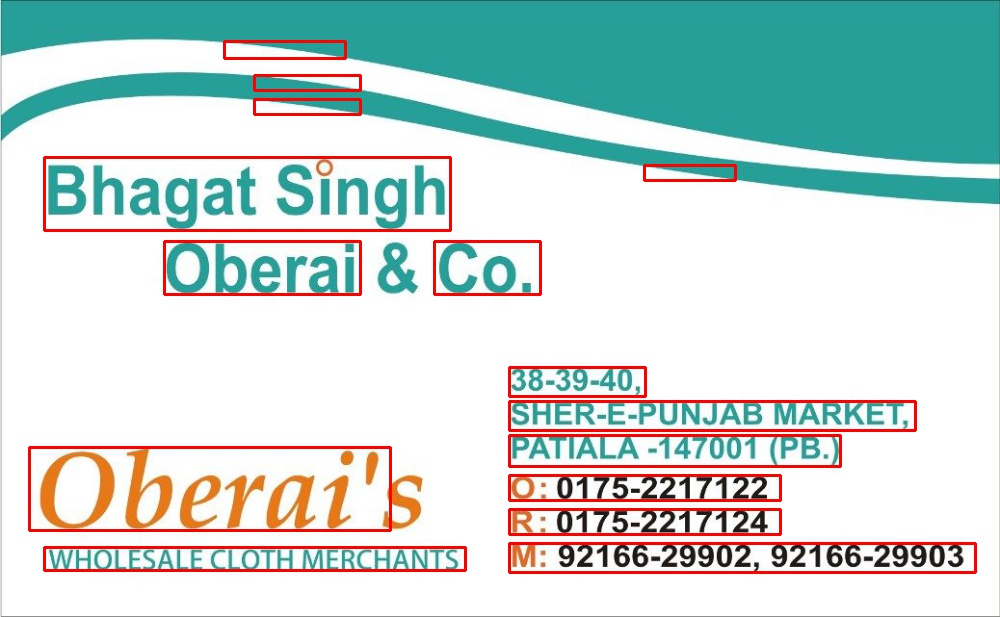 Bhagat Singh
Oberai & Co.
Oberai's
WHOLESALE CLOTH MERCHANTS
38-39-40,
SHER-E-PUNJAB MARKET,
PATIALA -147001 (PB.)
O: 0175-2217122
R: 0175-2217124
M: 92166-29902, 92166-29903